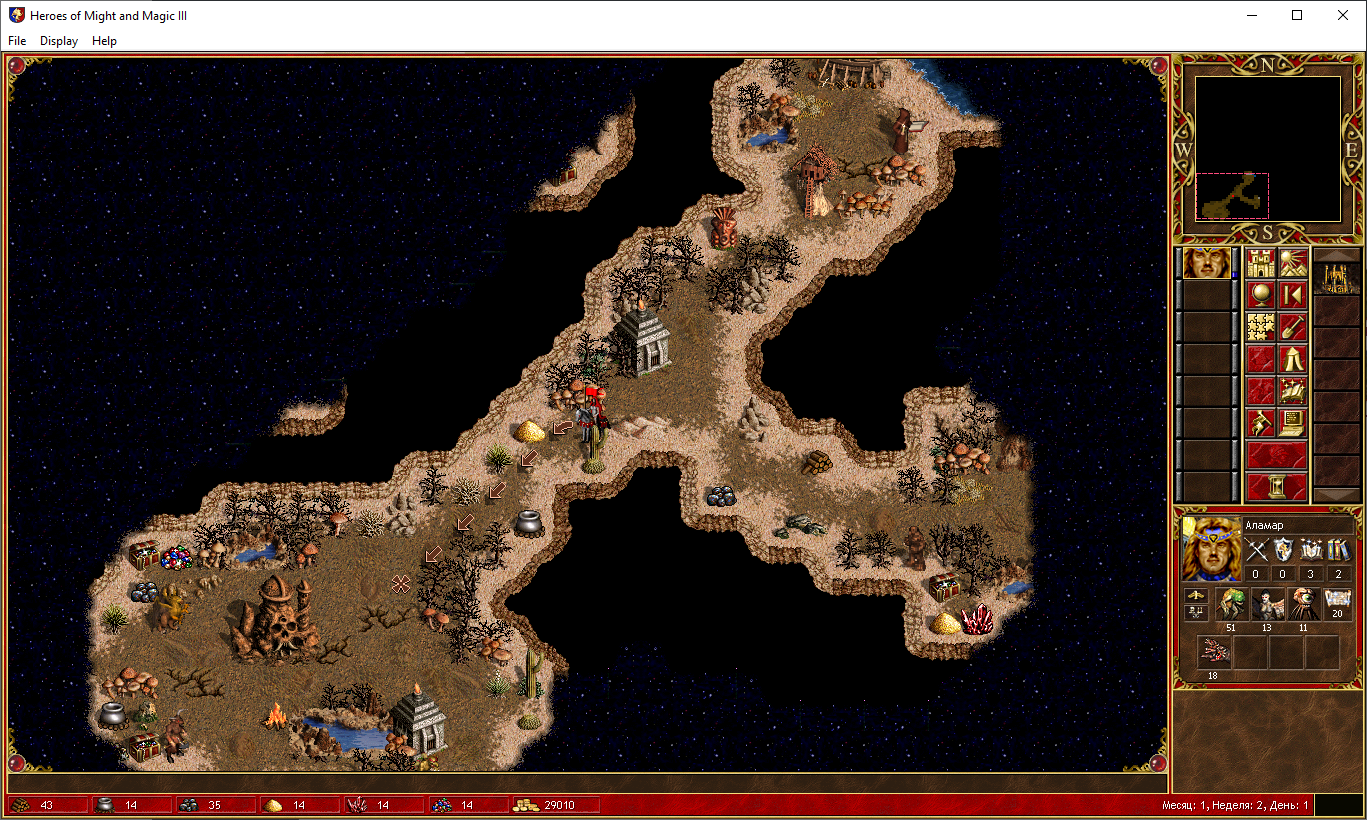 Heroes of Might and Magic III
File Display Help
N
W E
S
Аламар
0 0 3 2
20
51 13 11
18
43 14 35 14 14 14 29010 Месяц: 1, Неделя: 2, День: 1